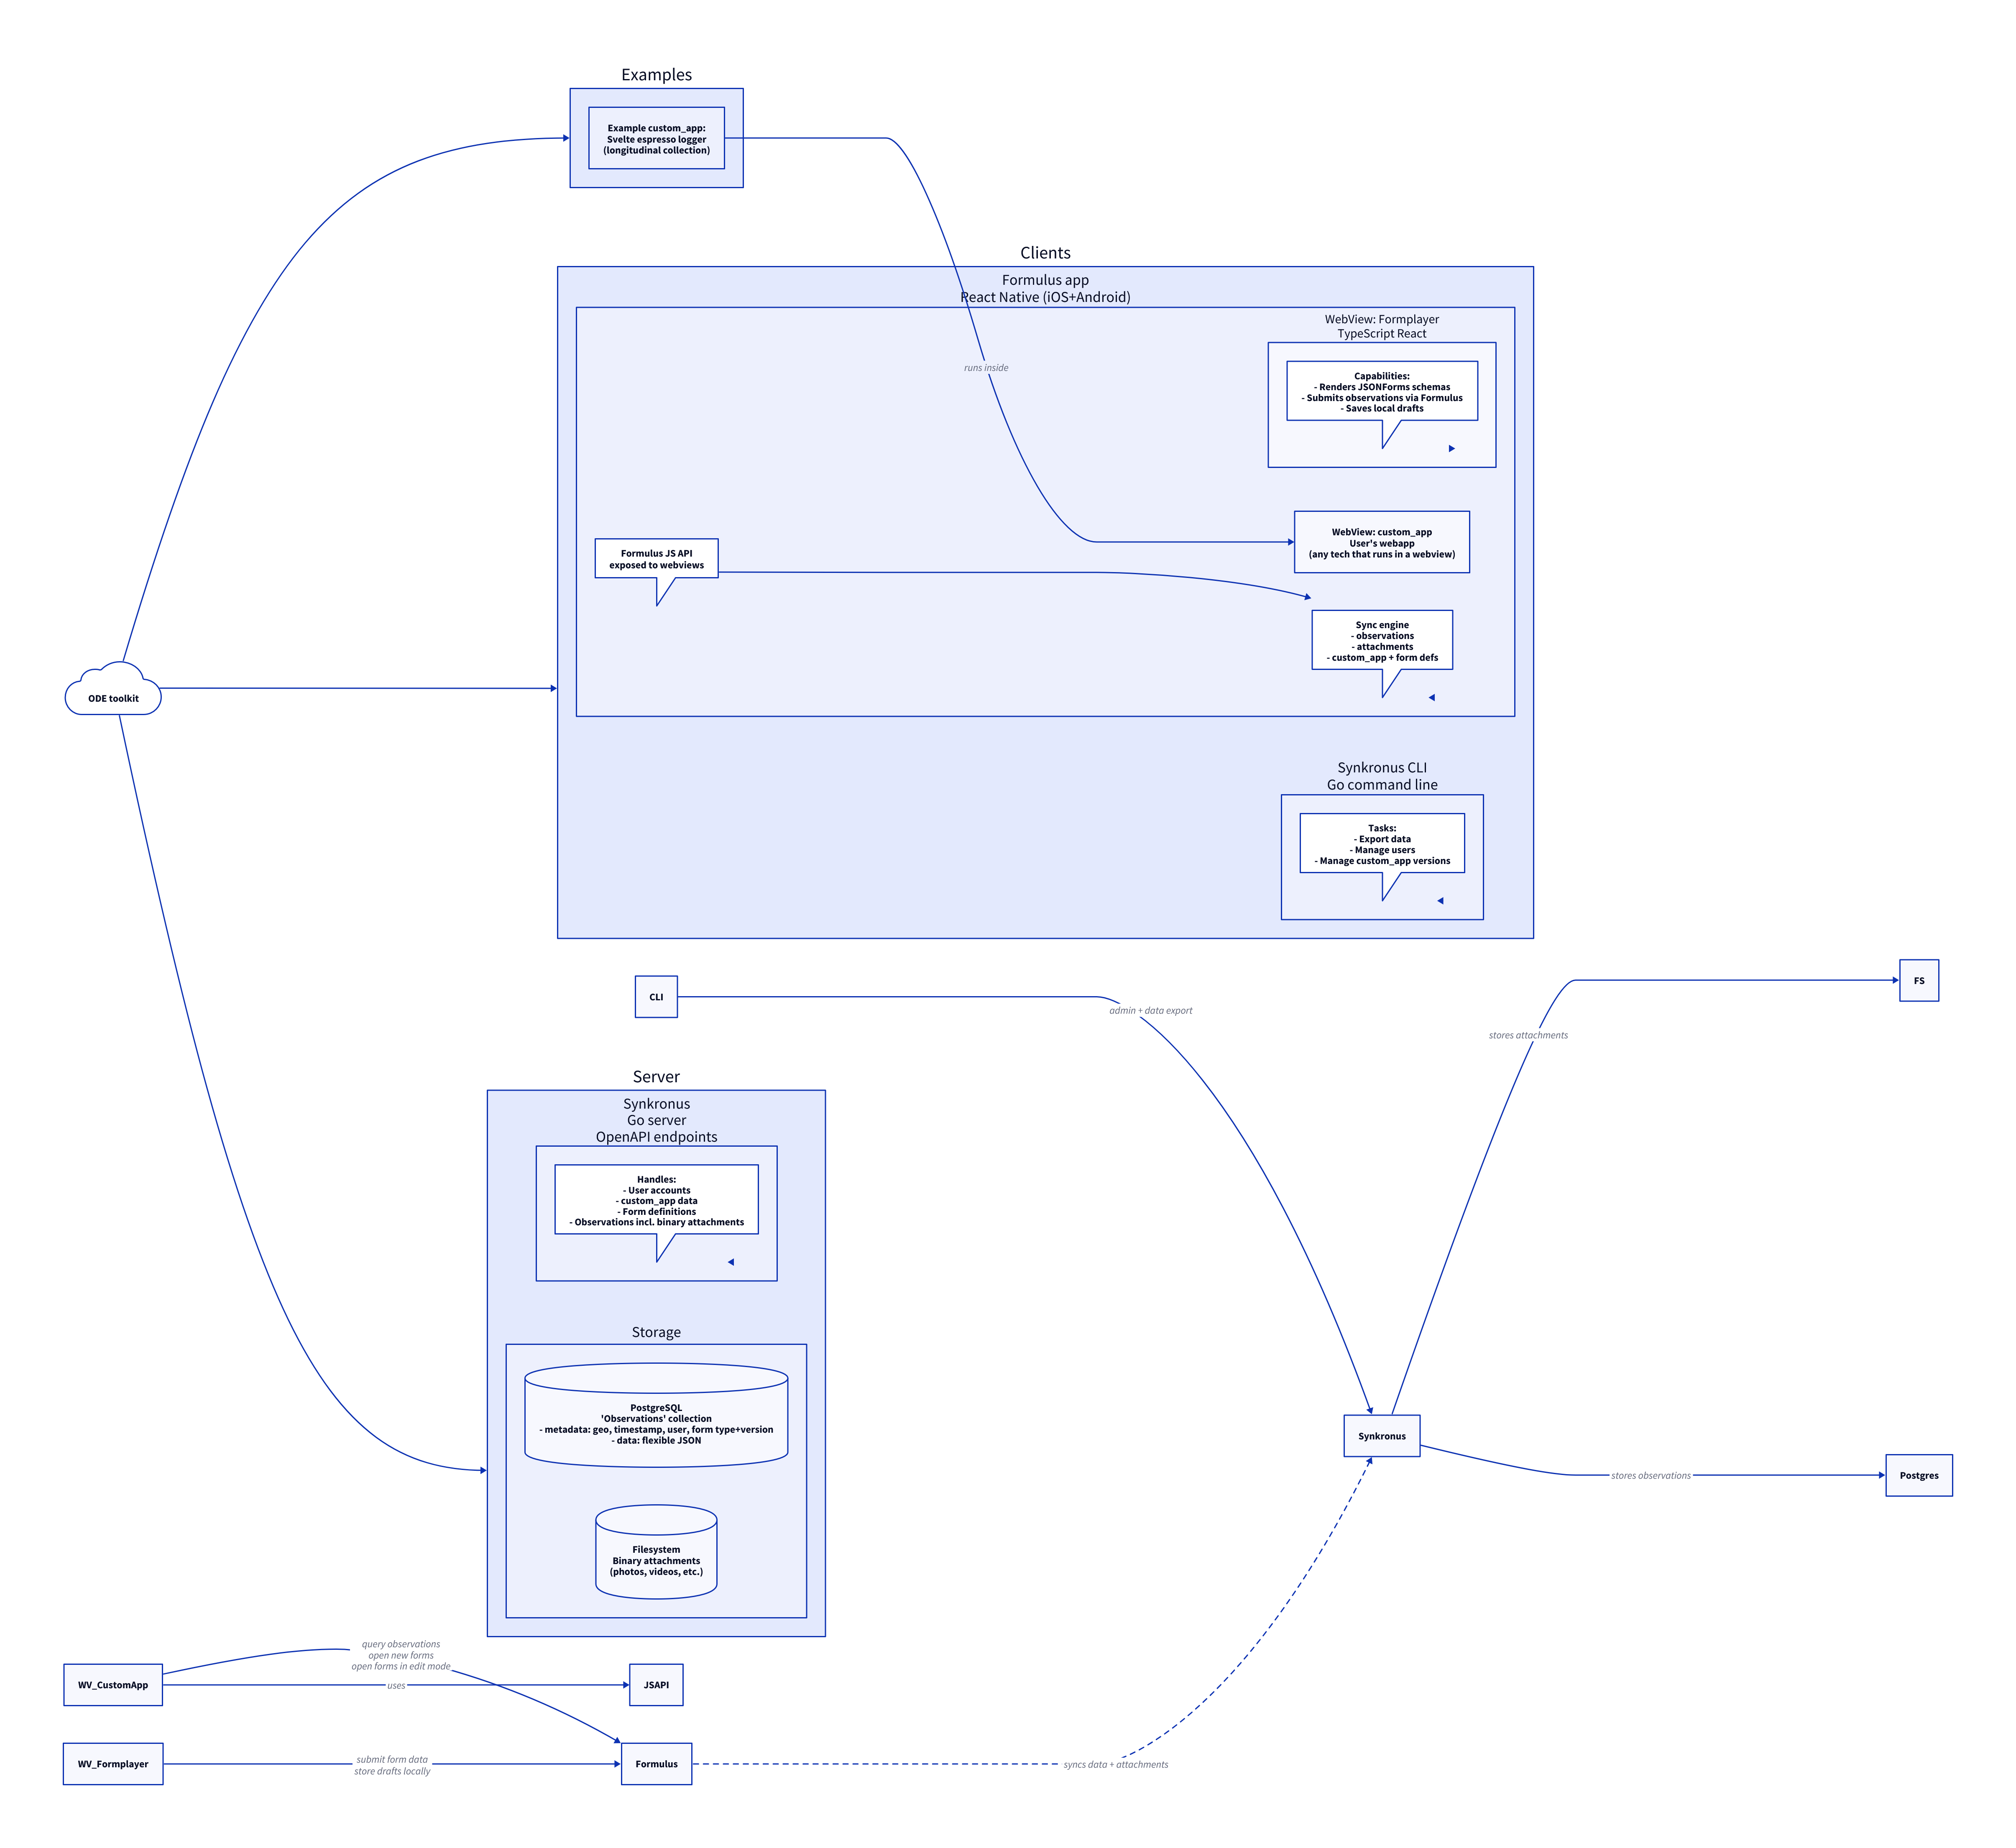 Examples
Example custom_app:
Svelte espresso logger
(longitudinal collection)
Clients
Formulus app
React Native (iOS+Android)
WebView: Formplayer
TypeScript React
Capabilities:
- Renders JSONForms schemas
- Submits observations via Formulus
- Saves local drafts
runs inside
WebView: custom_app
User's webapp
(any tech that runs in a webview)
Formulus JS API
exposed to webviews
Sync engine
- observations
- attachments
- custom_app + form defs
ODE toolkit
Synkronus CLI
Go command line
Tasks:
- Export data
- Manage users
- Manage custom_app versions
CLI
admin + data export
FS
stores attachments
Server
Synkronus
Go server
OpenAPI endpoints
Handles:
- User accounts
- custom_app data
- Form definitions
- Observations incl. binary attachments
Storage
PostgreSQL
'Observations' collection
- metadata: geo, timestamp, user, form type+version
- data: flexible JSON
Synkronus
stores observations
Postgres
Filesystem
Binary attachments
(photos, videos, etc.)
query observations
open new forms
open forms in edit mode
WV_CustomApp
uses
JSAPI
WV_Formplayer
submit form data
store drafts locally
Formulus
syncs data + attachments